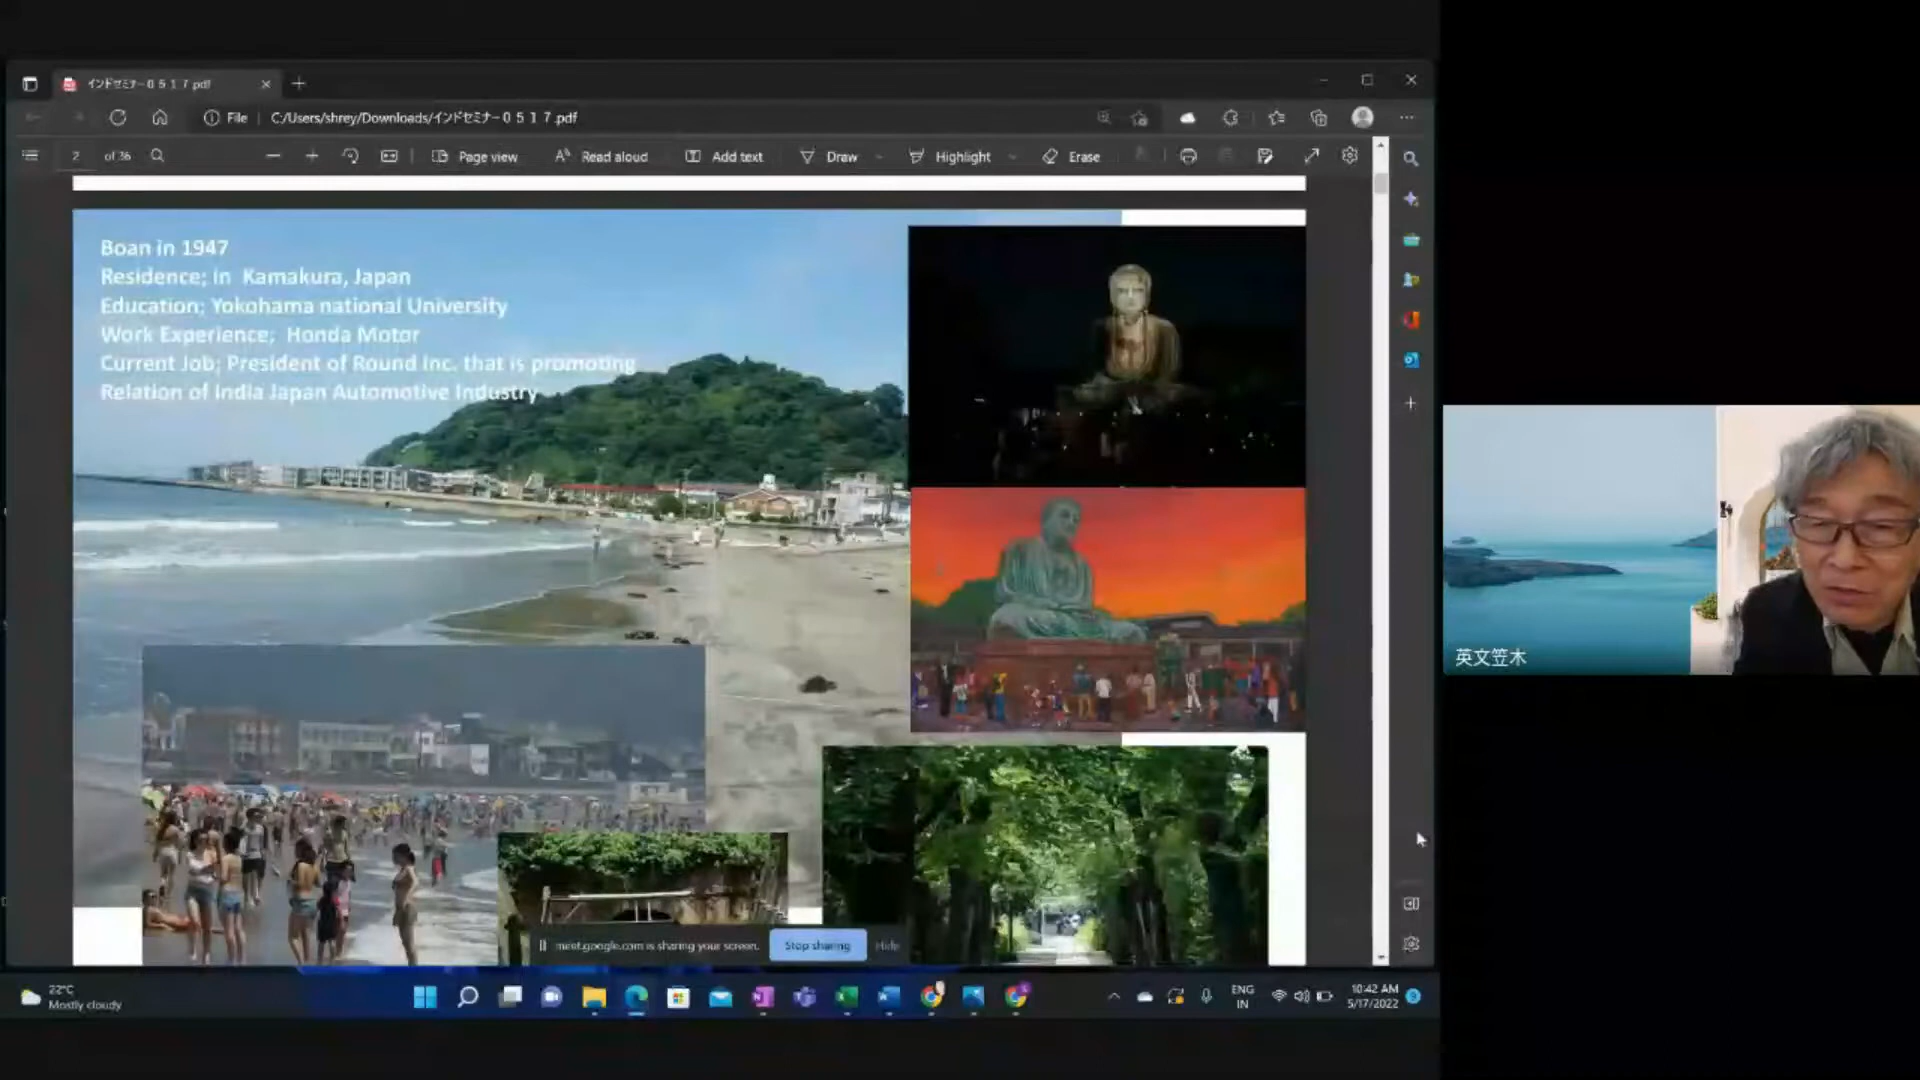 インドセミナー0517.pdf
File
C:/Users/shrey/Downloads/インドセミナー0517.pdf
2 of 36
Page view
Read aloud
Add text
Draw
Highlight
Erase
Boan in 1947
Residence; in Kamakura, Japan
Education; Yokohama national University
Work Experience; Honda Motor
Current Job; President of Round Inc. that is promoting
Relation of India Japan Automotive Industry
英文笠木
meet.google.com is sharing your screen.
Stop sharing
Hide
22°C
Mostly cloudy
ENG
IN
10:42 AM
5/17/2022